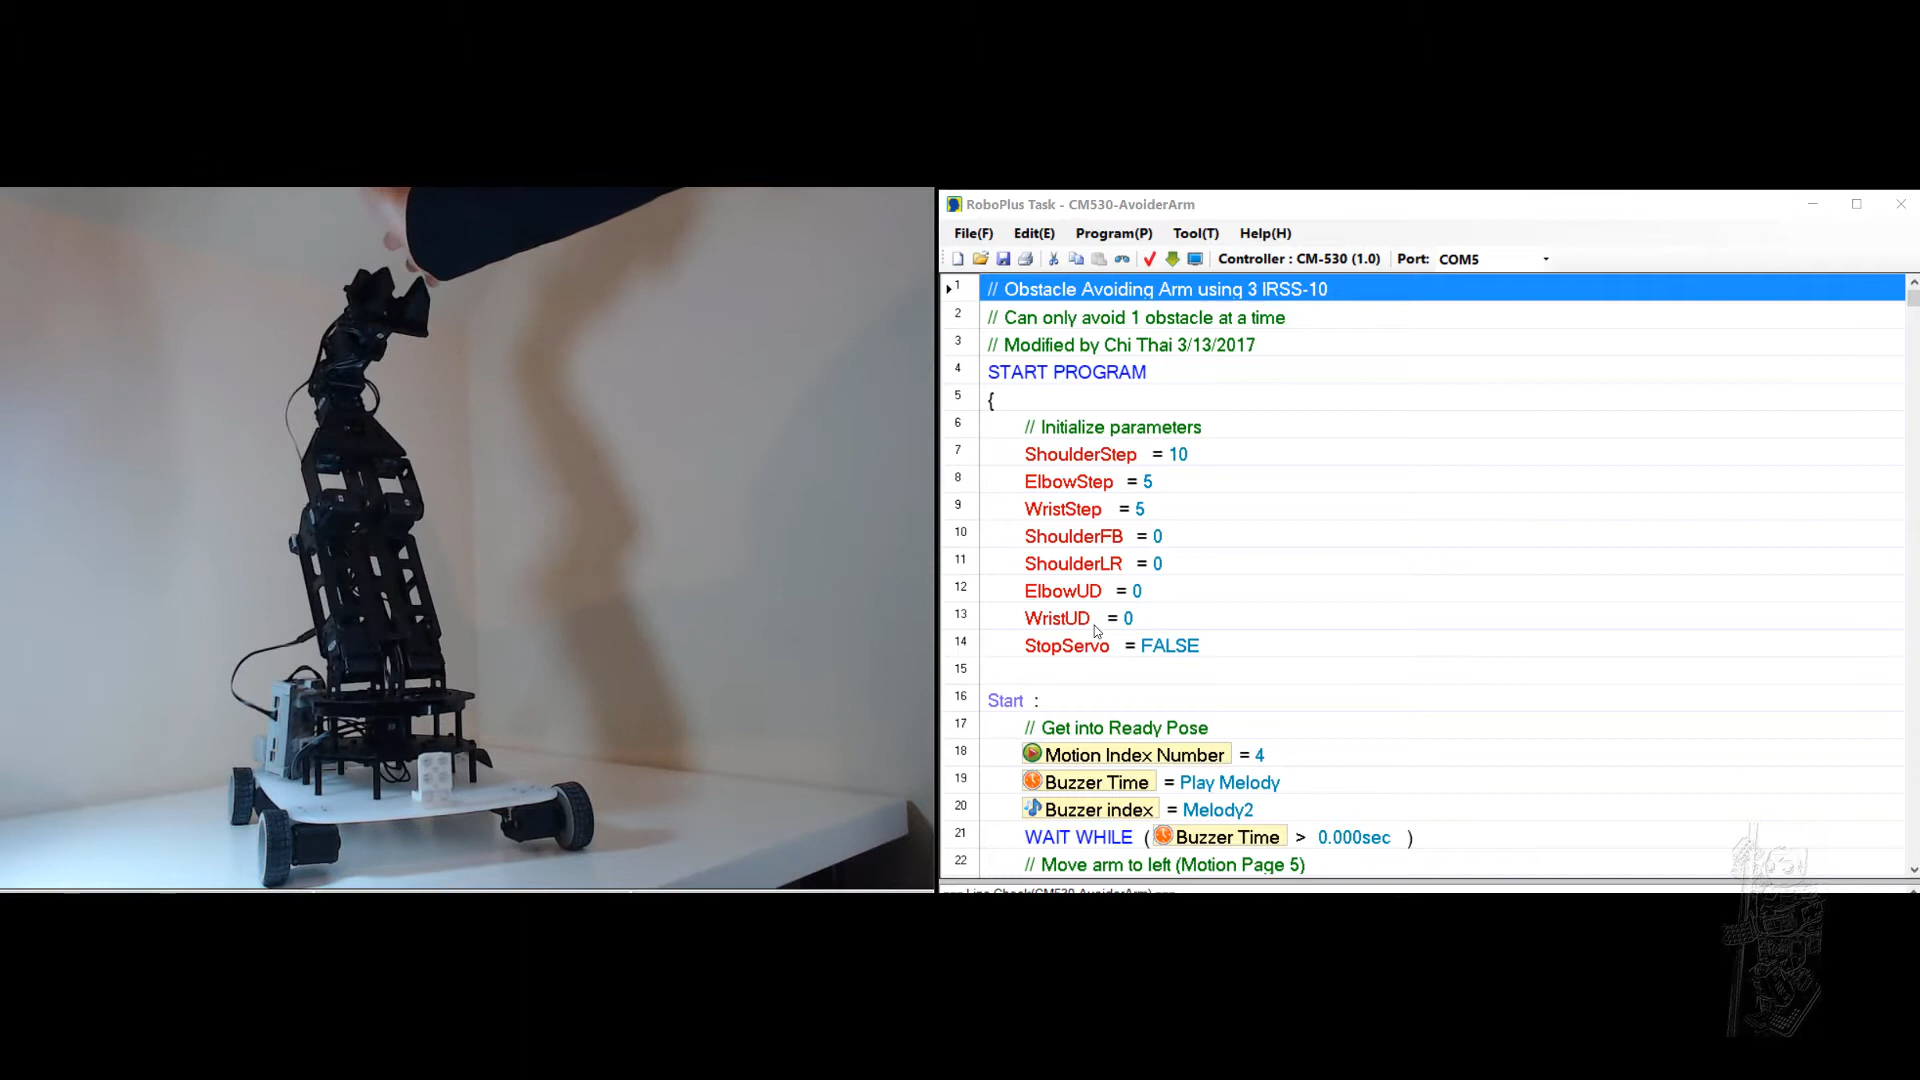 RoboPlus Task - CM530-AvoiderArm
File(F) Edit(E) Program(P) Tool(T) Help(H)
Controller : CM-530 (1.0) Port: COM5
1 // Obstacle Avoiding Arm using 3 IRSS-10
2 // Can only avoid 1 obstacle at a time
3 // Modified by Chi Thai 3/13/2017
4 START PROGRAM
5 {
6 // Initialize parameters
7 ShoulderStep = 10
8 ElbowStep = 5
9 WristStep = 5
10 ShoulderFB = 0
11 ShoulderLR = 0
12 ElbowUD = 0
13 WristUD = 0
14 StopServo = FALSE
15
16 Start :
17 // Get into Ready Pose
18 Motion Index Number = 4
19 Buzzer Time = Play Melody
20 Buzzer index = Melody2
21 WAIT WHILE ( Buzzer Time > 0.000sec )
22 // Move arm to left (Motion Page 5)